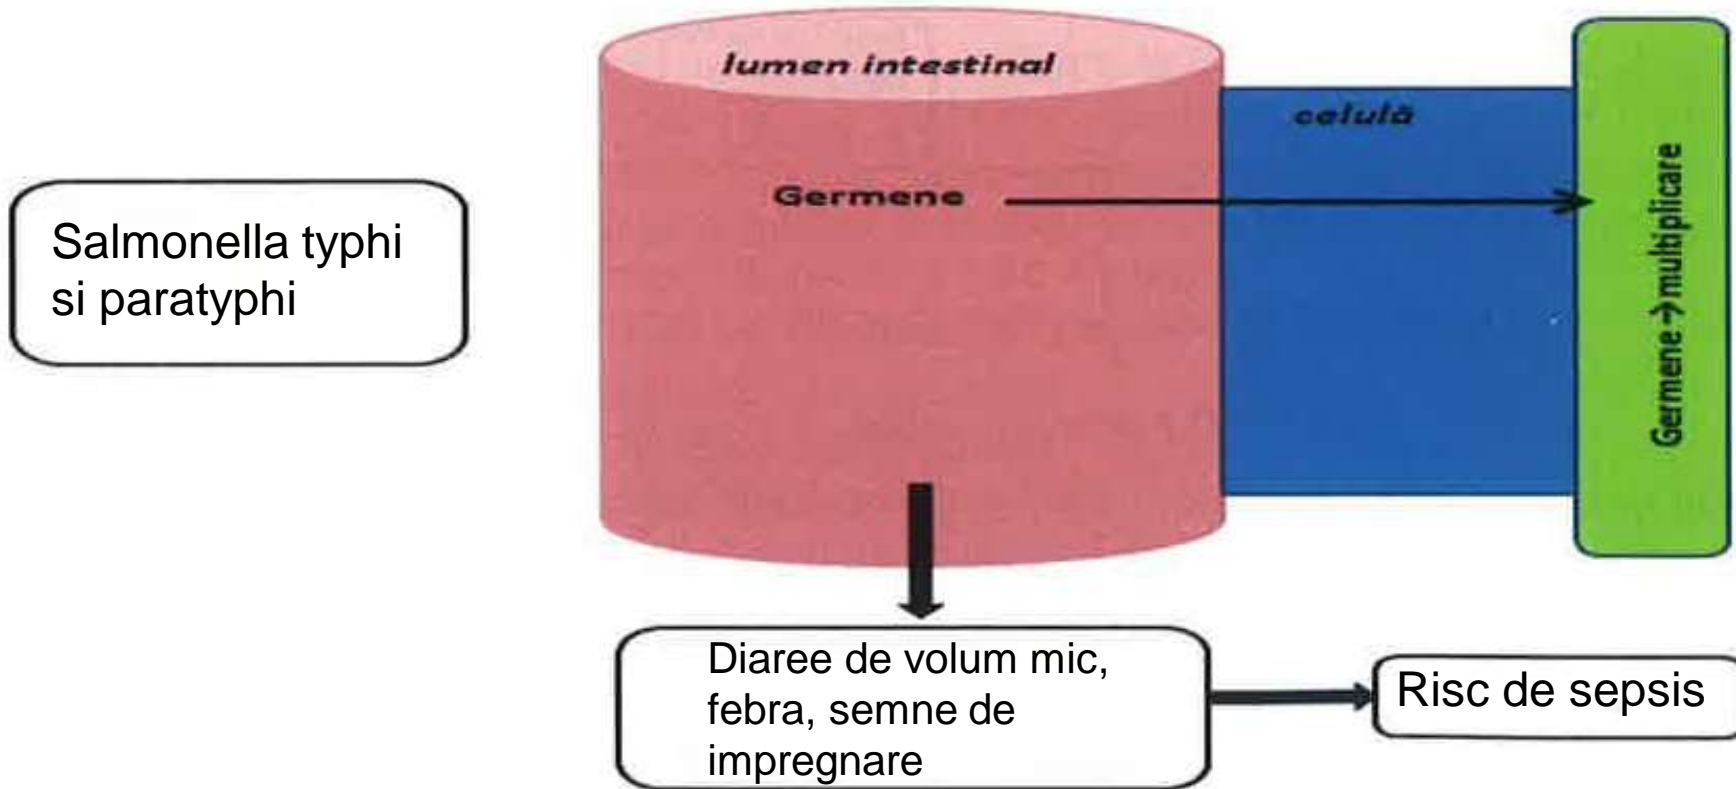 lumen intestinal
celulă
Germene
Germene → multiplicare
Salmonella typhi
si paratyphi
Diaree de volum mic,
febra, semne de
impregnare
Risc de sepsis